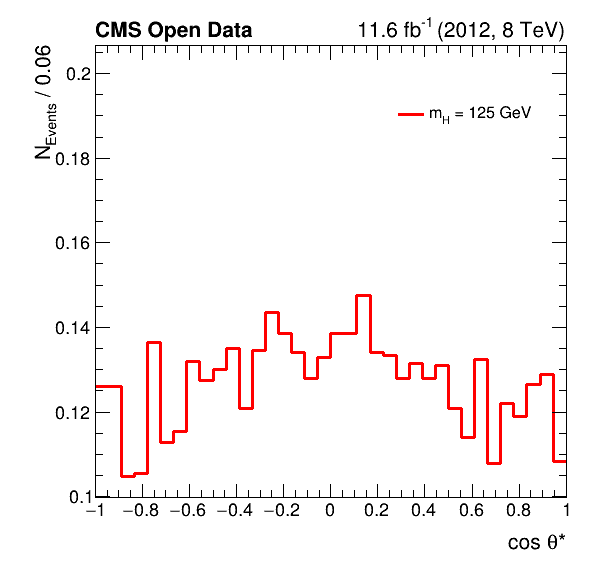 CMS Open Data 11.6 fb⁻¹ (2012, 8 TeV)
N_Events / 0.06
m_H = 125 GeV
0.2
0.18
0.16
0.14
0.12
0.1
−1 −0.8 −0.6 −0.4 −0.2 0 0.2 0.4 0.6 0.8 1
cos θ*